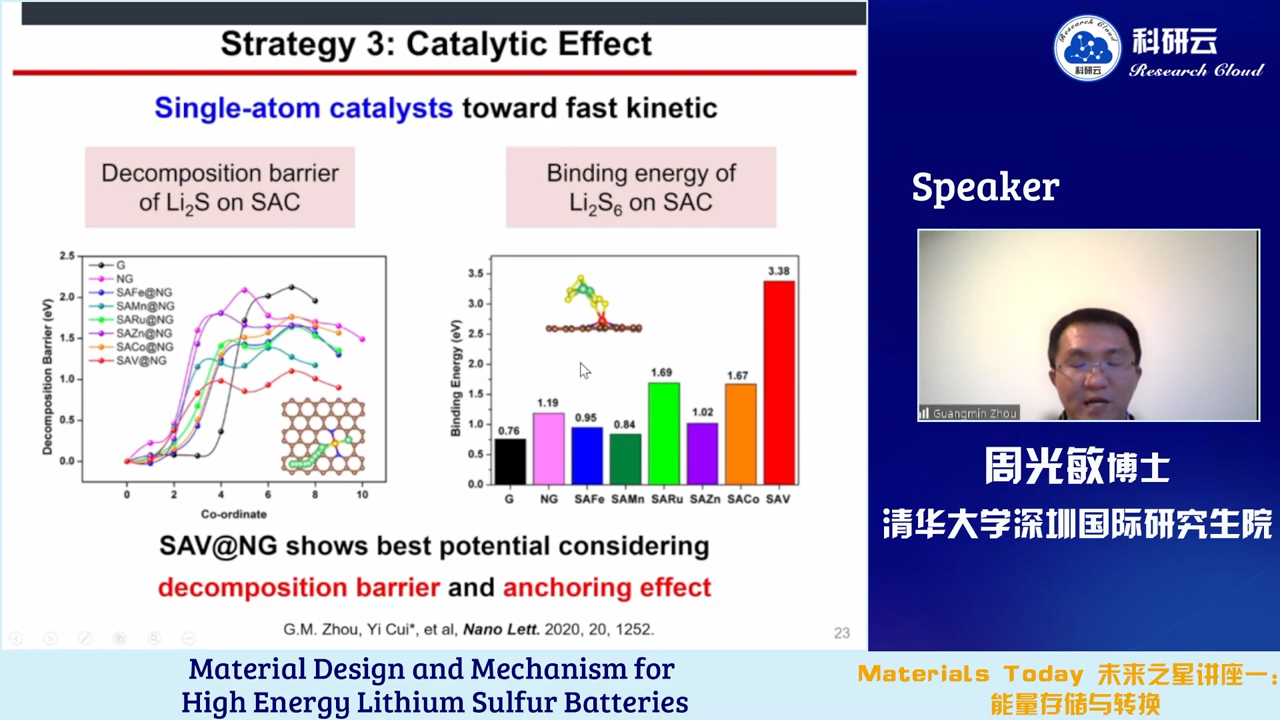 Strategy 3: Catalytic Effect
Single-atom catalysts toward fast kinetic
Decomposition barrier
of Li₂S on SAC
Binding energy of
Li₂S₆ on SAC
Decomposition Barrier (eV)
2.5
2.0
1.5
1.0
0.5
0.0
G
NG
SAFe@NG
SAMn@NG
SARu@NG
SAZn@NG
SACo@NG
SAV@NG
0 2 4 6 8 10
Co-ordinate
Binding Energy (eV)
3.5
3.0
2.5
2.0
1.5
1.0
0.5
0.0
0.76
1.19
0.95
0.84
1.69
1.02
1.67
3.38
G NG SAFe SAMn SARu SAZn SACo SAV
SAV@NG shows best potential considering
decomposition barrier and anchoring effect
G.M. Zhou, Yi Cui*, et al, Nano Lett. 2020, 20, 1252.
23
Research Cloud
科研云
科研云
Research Cloud
Speaker
Guangmin Zhou
周光敏博士
清华大学深圳国际研究生院
Material Design and Mechanism for
High Energy Lithium Sulfur Batteries
Materials Today 未来之星讲座一:
能量存储与转换